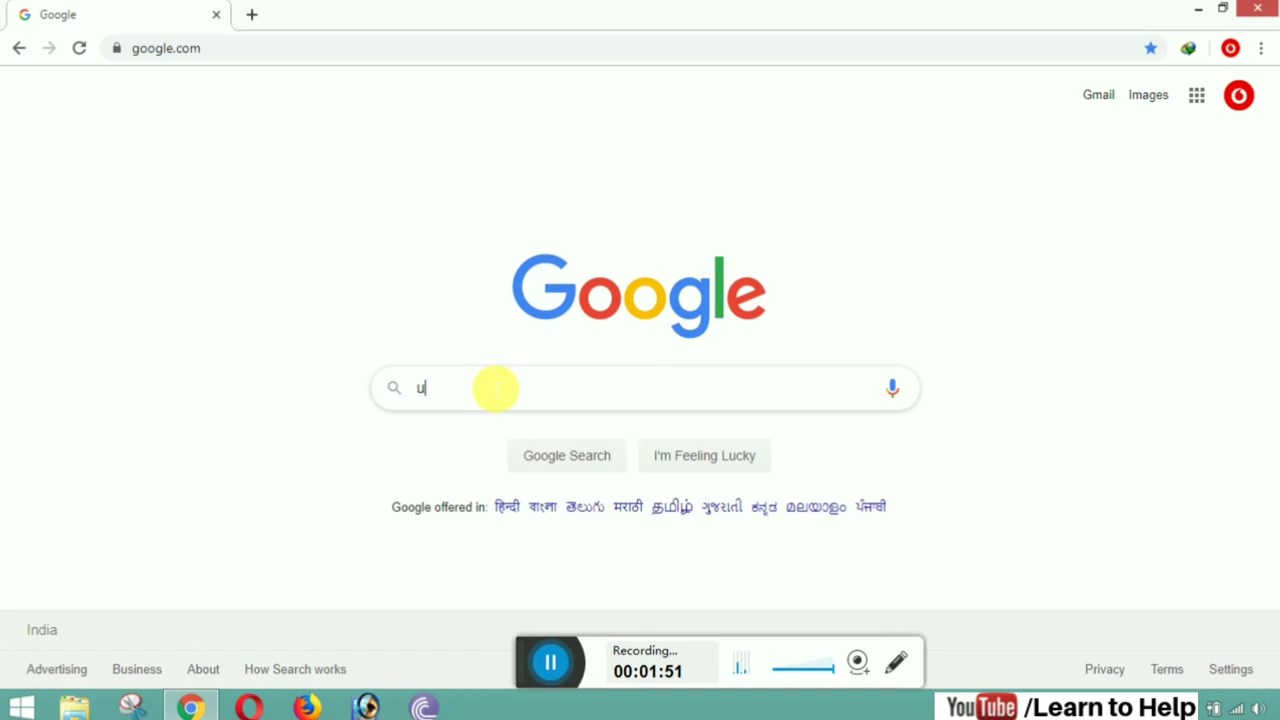 Google
google.com
Gmail Images
Google
u
Google Search I'm Feeling Lucky
Google offered in: हिन्दी বাংলা తెలుగు मराठी தமிழ் ગુજરાતી ಕನ್ನಡ മലയാളം ਪੰਜਾਬੀ
India
Recording...
00:01:51
Advertising Business About How Search works Privacy Terms Settings
YouTube /Learn to Help